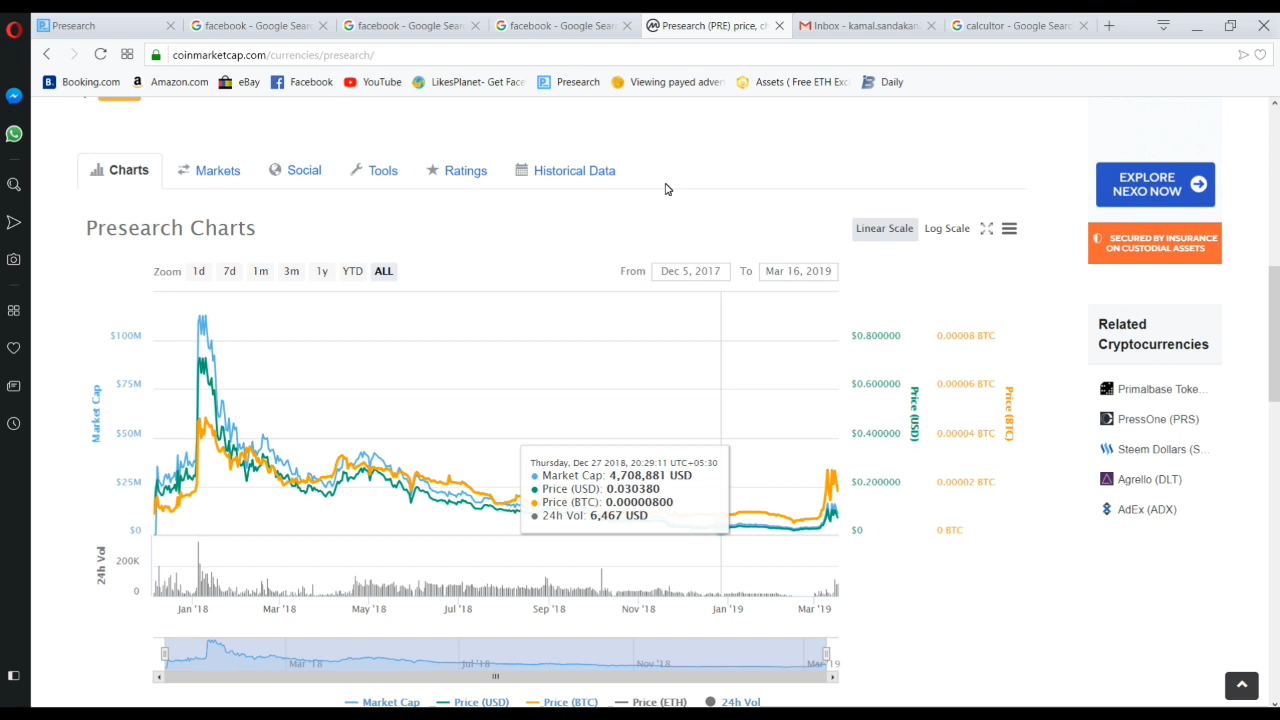 Presearch
facebook - Google Sear
facebook - Google Sear
facebook - Google Sear
Presearch (PRE) price, ch
Inbox - kamal.sandakan
calcultor - Google Searc
coinmarketcap.com/currencies/presearch/
Booking.com
Amazon.com
eBay
Facebook
YouTube
LikesPlanet- Get Face
Presearch
Viewing payed adver
Assets ( Free ETH Exc
Daily
Charts
Markets
Social
Tools
Ratings
Historical Data
EXPLORE
NEXO NOW
SECURED BY INSURANCE
ON CUSTODIAL ASSETS
Presearch Charts
Linear Scale
Log Scale
Zoom 1d 7d 1m 3m 1y YTD ALL
From Dec 5, 2017 To Mar 16, 2019
Related
Cryptocurrencies
Primalbase Toke...
PressOne (PRS)
Steem Dollars (S...
Agrello (DLT)
AdEx (ADX)
$100M
$75M
$50M
$25M
$0
Market Cap
$0.800000
$0.600000
$0.400000
$0.200000
$0
Price (USD)
0.00008 BTC
0.00006 BTC
0.00004 BTC
0.00002 BTC
0 BTC
Price (BTC)
Thursday, Dec 27 2018, 20:29:11 UTC+05:30
Market Cap: 4,708,881 USD
Price (USD): 0.030380
Price (BTC): 0.00000800
24h Vol: 6,467 USD
24h Vol
200K
0
Jan '18 Mar '18 May '18 Jul '18 Sep '18 Nov '18 Jan '19 Mar '19
Mar '18 Jul '18 Nov '18 Mar '19
Market Cap Price (USD) Price (BTC) Price (ETH) 24h Vol